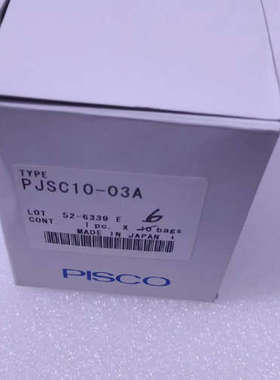 TYPE
PJSC10-03A
LOT 52-6339 E
CONT 1 pc. x 10 bags
6
MADE IN JAPAN
PISCO